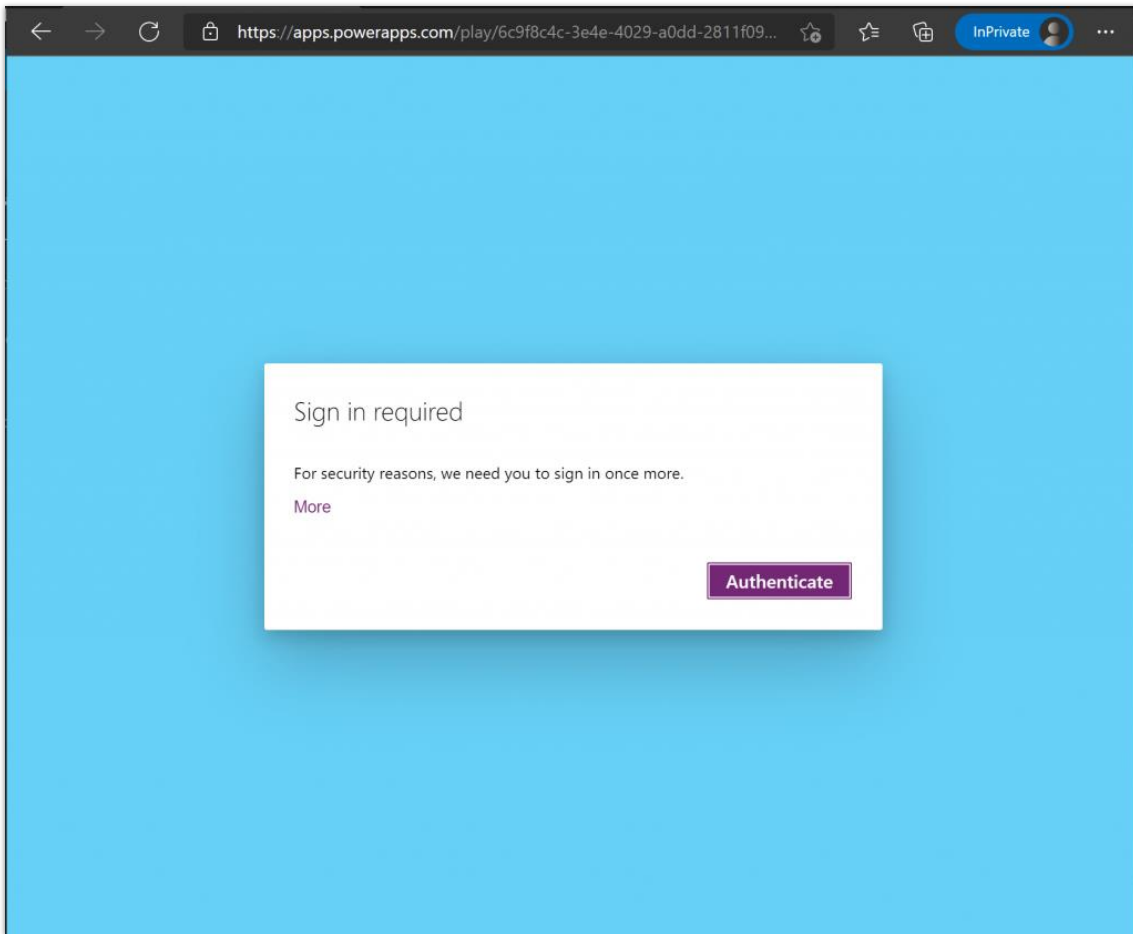 https://apps.powerapps.com/play/6c9f8c4c-3e4e-4029-a0dd-2811f09... InPrivate ...
Sign in required
For security reasons, we need you to sign in once more.
More
Authenticate